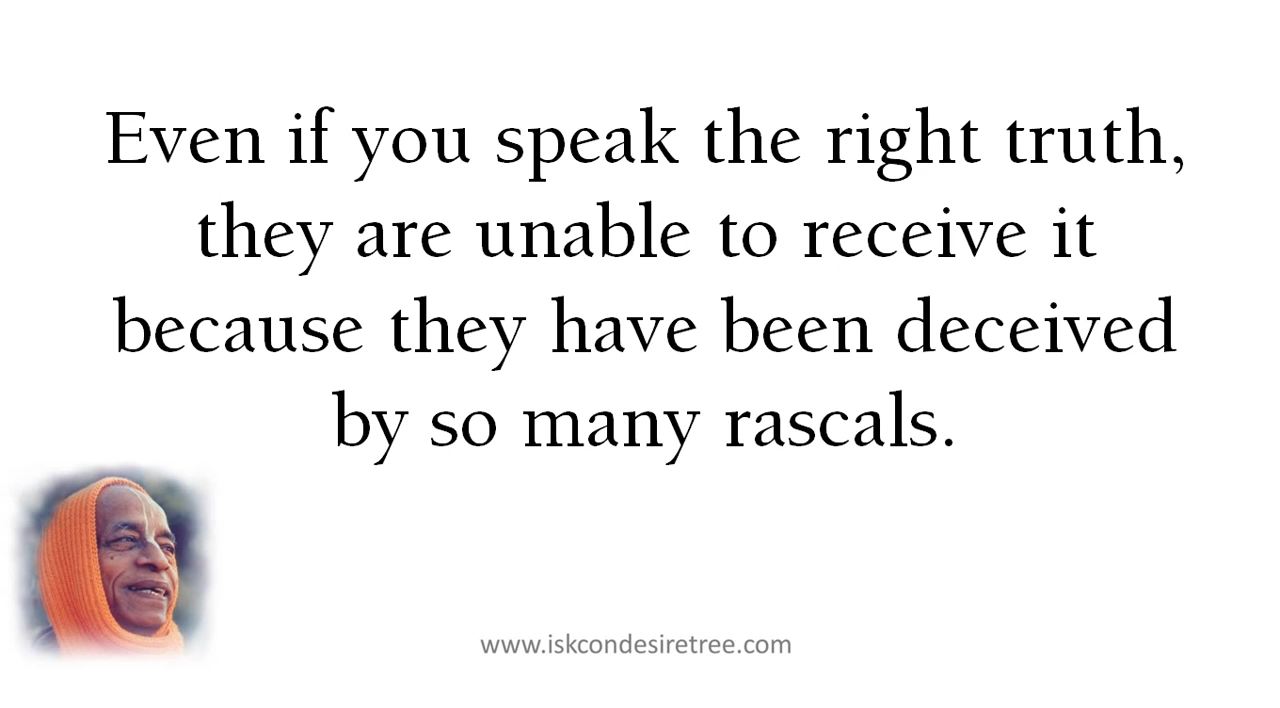 Even if you speak the right truth,
they are unable to receive it
because they have been deceived
by so many rascals.
www.iskcondesiretree.com